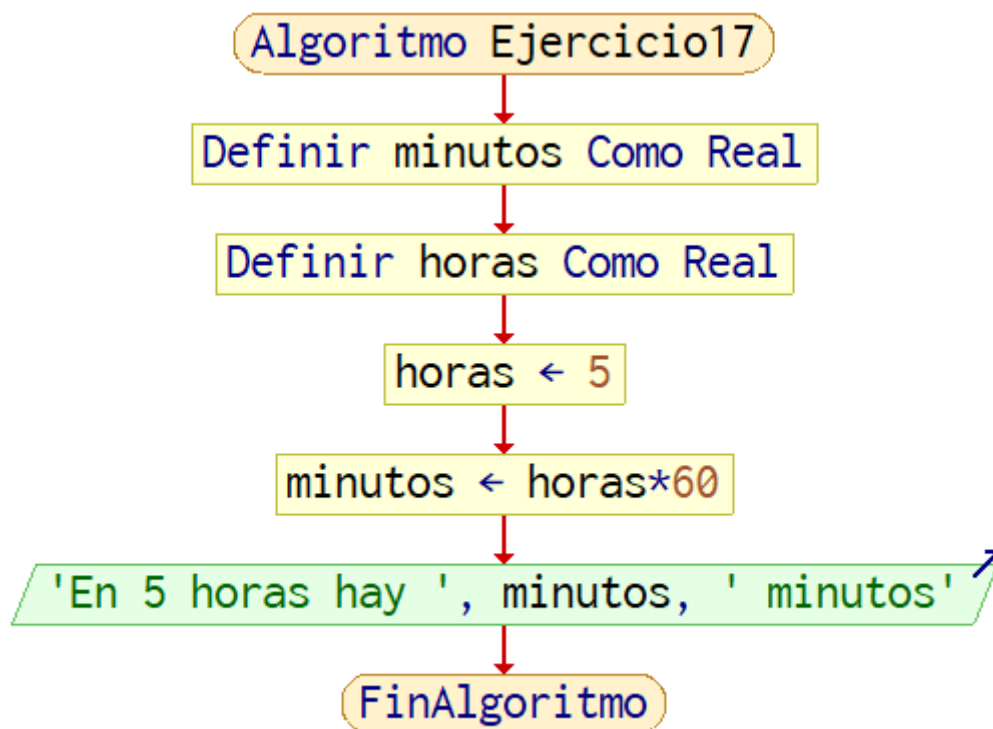 Algoritmo Ejercicio17
Definir minutos Como Real
Definir horas Como Real
horas ← 5
minutos ← horas*60
'En 5 horas hay ', minutos, ' minutos'
FinAlgoritmo